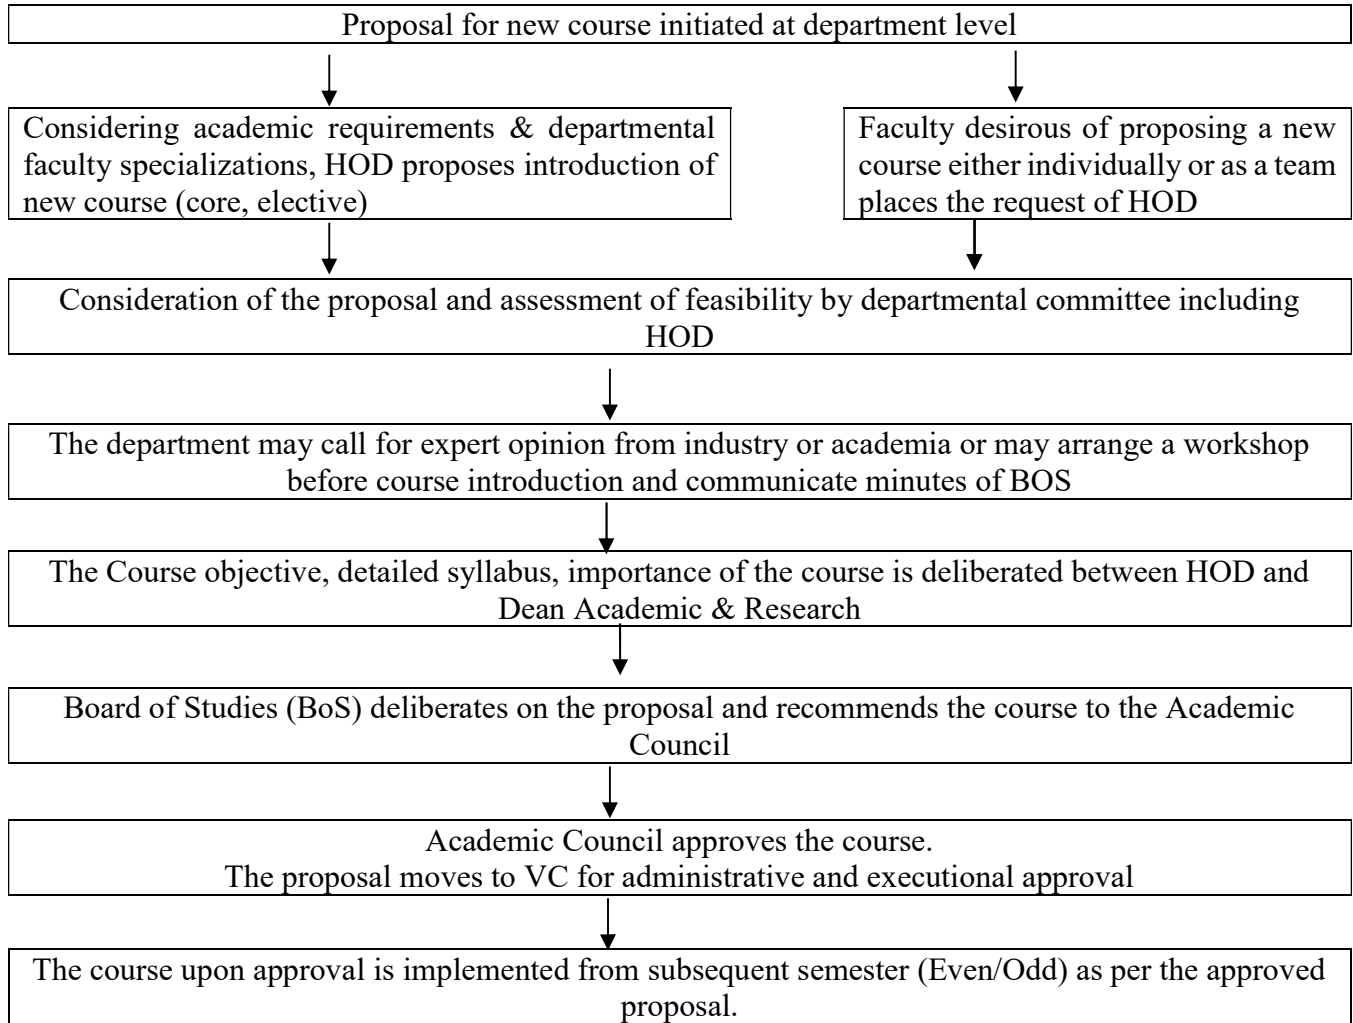 Proposal for new course initiated at department level
Considering academic requirements & departmental
faculty specializations, HOD proposes introduction of
new course (core, elective)
Faculty desirous of proposing a new
course either individually or as a team
places the request of HOD
Consideration of the proposal and assessment of feasibility by departmental committee including
HOD
The department may call for expert opinion from industry or academia or may arrange a workshop
before course introduction and communicate minutes of BOS
The Course objective, detailed syllabus, importance of the course is deliberated between HOD and
Dean Academic & Research
Board of Studies (BoS) deliberates on the proposal and recommends the course to the Academic
Council
Academic Council approves the course.
The proposal moves to VC for administrative and executional approval
The course upon approval is implemented from subsequent semester (Even/Odd) as per the approved
proposal.